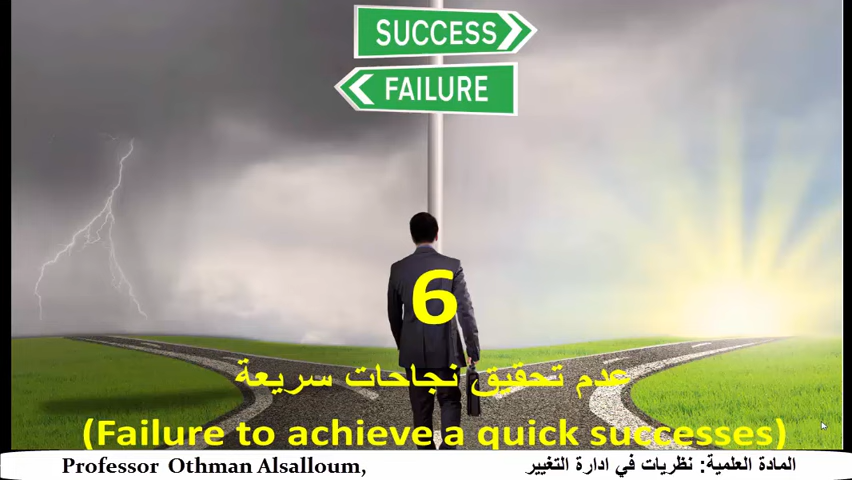 SUCCESS
FAILURE
6
عدم تحقيق نجاحات سريعة
(Failure to achieve a quick successes)
Professor Othman Alsalloum,
المادة العلمية: نظريات في ادارة التغيير